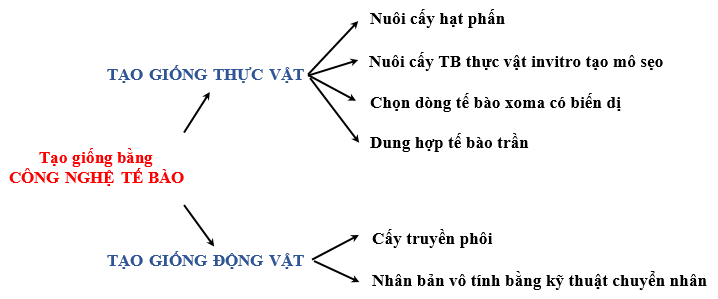 Nuôi cấy hạt phấn
TẠO GIỐNG THỰC VẬT
Nuôi cấy TB thực vật invitro tạo mô sẹo
Chọn dòng tế bào xoma có biến dị
Dung hợp tế bào trần
Tạo giống bằng
CÔNG NGHỆ TẾ BÀO
TẠO GIỐNG ĐỘNG VẬT
Cấy truyền phôi
Nhân bản vô tính bằng kỹ thuật chuyển nhân